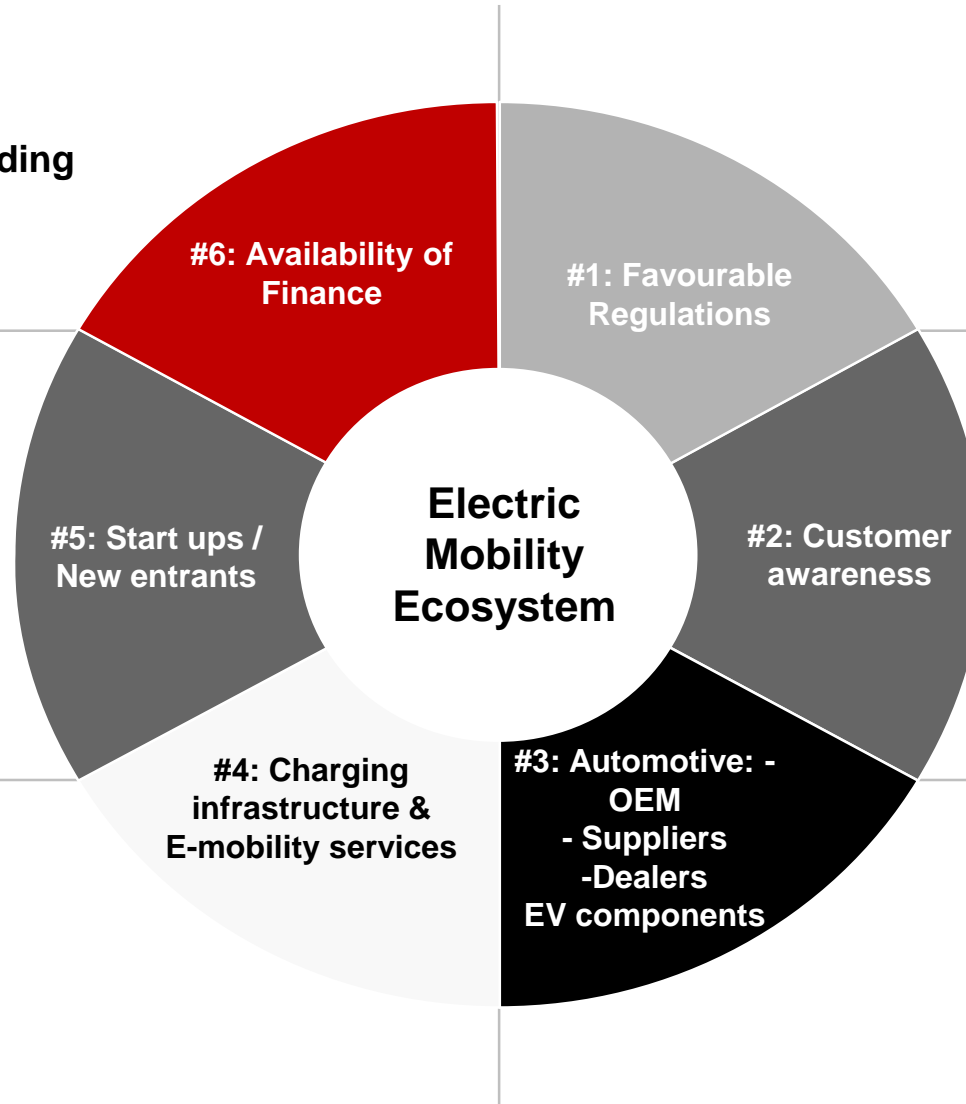 ding
#6: Availability of
Finance
#1: Favourable
Regulations
#5: Start ups /
New entrants
Electric
Mobility
Ecosystem
#2: Customer
awareness
#4: Charging
infrastructure &
E-mobility services
#3: Automotive: -
OEM
- Suppliers
-Dealers
EV components